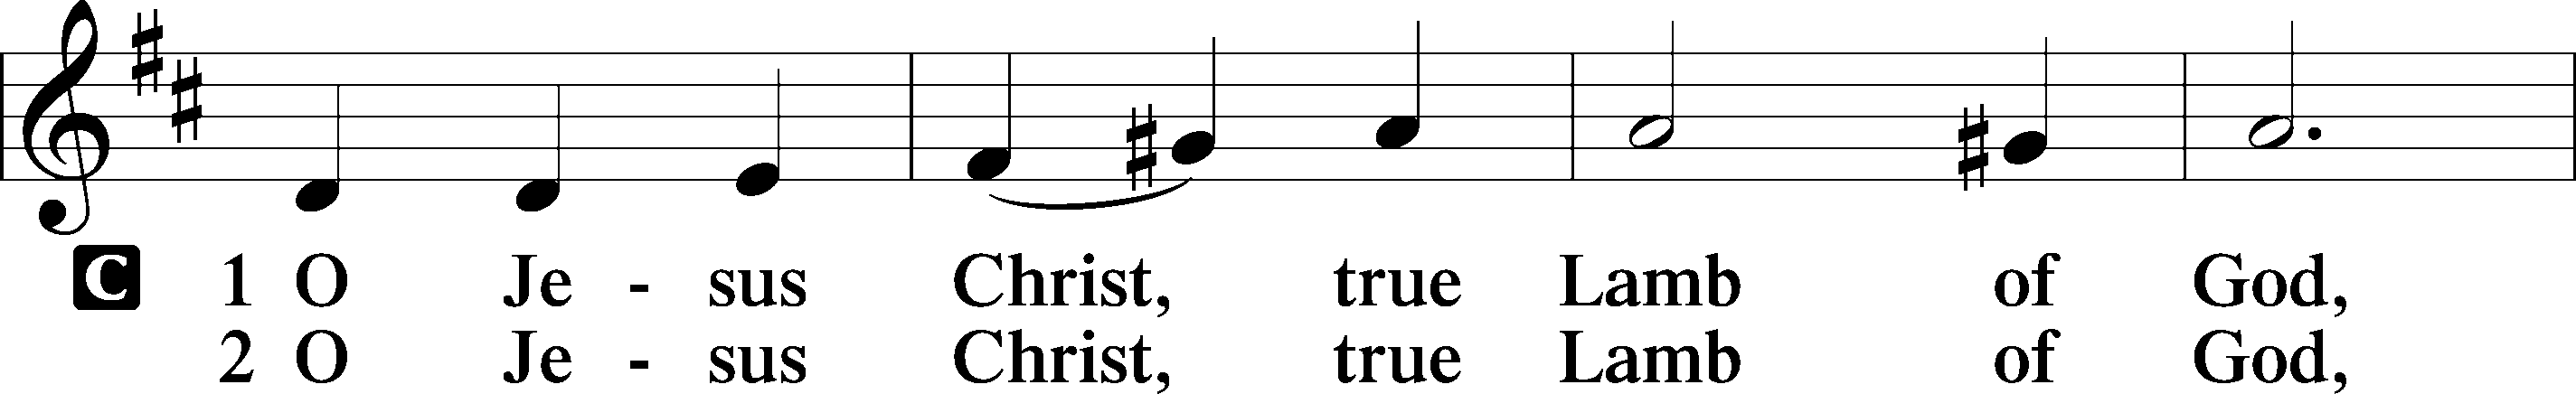 C 1 O Je - sus Christ, true Lamb of God,
2 O Je - sus Christ, true Lamb of God,